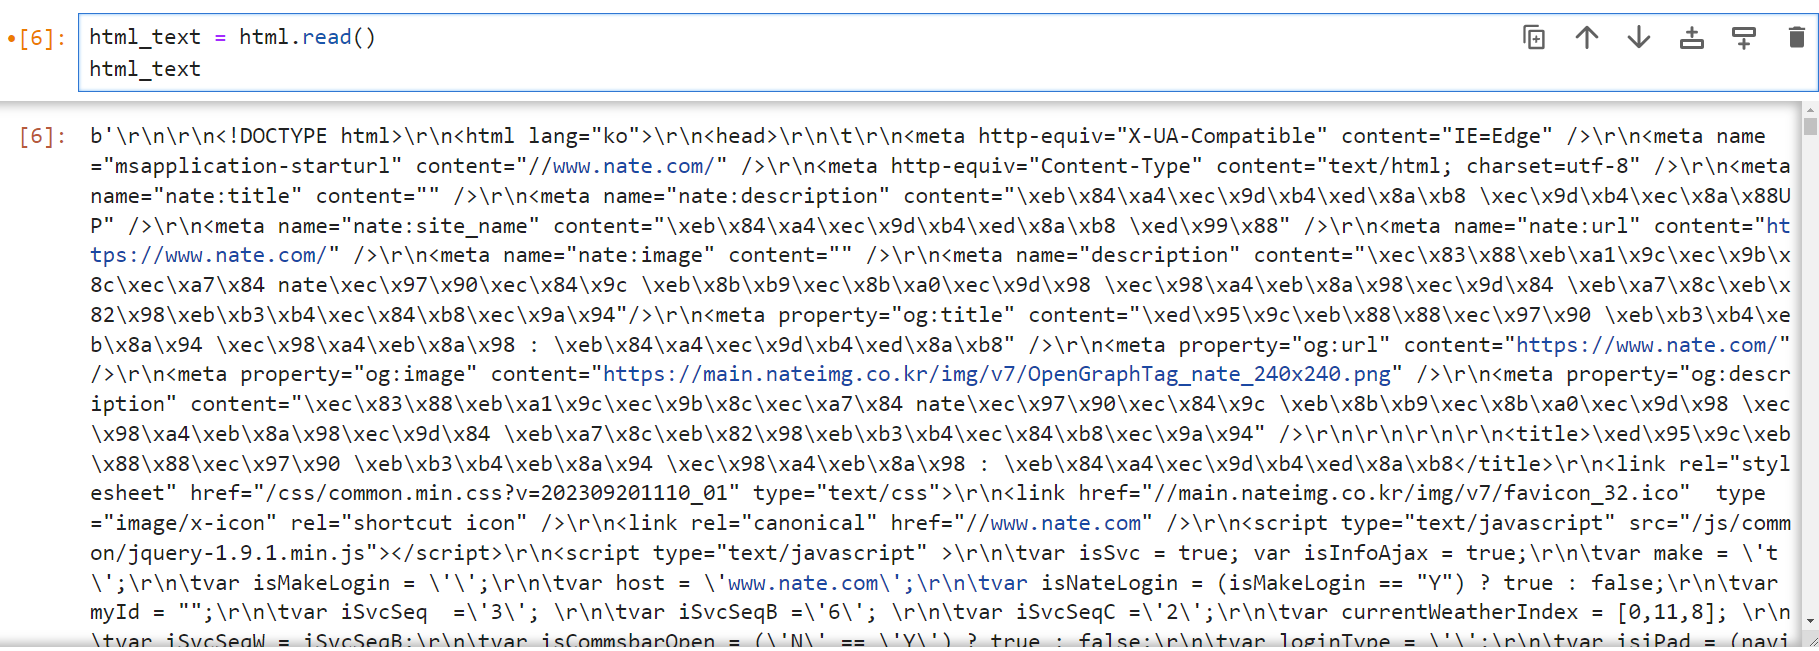 •[6]: html_text = html.read()
html_text
[6]: b'\r\n\r\n<!DOCTYPE html>\r\n<html lang="ko">\r\n<head>\r\n\t\r\n<meta http-equiv="X-UA-Compatible" content="IE=Edge" />\r\n<meta name
="msapplication-starturl" content="//www.nate.com/" />\r\n<meta http-equiv="Content-Type" content="text/html; charset=utf-8" />\r\n<meta
name="nate:title" content="" />\r\n<meta name="nate:description" content="\xeb\x84\xa4\xec\x9d\xb4\xed\x8a\xb8 \xec\x9d\xb4\xec\x8a\x88U
P" />\r\n<meta name="nate:site_name" content="\xeb\x84\xa4\xec\x9d\xb4\xed\x8a\xb8 \xed\x99\x88" />\r\n<meta name="nate:url" content="ht
tps://www.nate.com/" />\r\n<meta name="nate:image" content="" />\r\n<meta name="description" content="\xec\x83\x88\xeb\xa1\x9c\xec\x9b\x
8c\xec\xa7\x84 nate\xec\x97\x90\xec\x84\x9c \xeb\x8b\xb9\xec\x8b\xa0\xec\x9d\x98 \xec\x98\xa4\xeb\x8a\x98\xec\x9d\x84 \xeb\xa7\x8c\xeb\x
82\x98\xeb\xb3\xb4\xec\x84\xb8\xec\x9a\x94"/>\r\n<meta property="og:title" content="\xed\x95\x9c\xeb\x88\x88\xec\x97\x90 \xeb\xb3\xb4\xe
b\x8a\x94 \xec\x98\xa4\xeb\x8a\x98 : \xeb\x84\xa4\xec\x9d\xb4\xed\x8a\xb8" />\r\n<meta property="og:url" content="https://www.nate.com/"
/>\r\n<meta property="og:image" content="https://main.nateimg.co.kr/img/v7/OpenGraphTag_nate_240x240.png" />\r\n<meta property="og:descr
iption" content="\xec\x83\x88\xeb\xa1\x9c\xec\x9b\x8c\xec\xa7\x84 nate\xec\x97\x90\xec\x84\x9c \xeb\x8b\xb9\xec\x8b\xa0\xec\x9d\x98 \xec
\x98\xa4\xeb\x8a\x98\xec\x9d\x84 \xeb\xa7\x8c\xeb\x82\x98\xeb\xb3\xb4\xec\x84\xb8\xec\x9a\x94" />\r\n\r\n\r\n\r\n<title>\xed\x95\x9c\xeb
\x88\x88\xec\x97\x90 \xeb\xb3\xb4\xeb\x8a\x94 \xec\x98\xa4\xeb\x8a\x98 : \xeb\x84\xa4\xec\x9d\xb4\xed\x8a\xb8</title>\r\n<link rel="styl
esheet" href="/css/common.min.css?v=202309201110_01" type="text/css">\r\n<link href="//main.nateimg.co.kr/img/v7/favicon_32.ico"  type
="image/x-icon" rel="shortcut icon" />\r\n<link rel="canonical" href="//www.nate.com" />\r\n<script type="text/javascript" src="/js/comm
on/jquery-1.9.1.min.js"></script>\r\n<script type="text/javascript" >\r\n\tvar isSvc = true; var isInfoAjax = true;\r\n\tvar make = \'t
\';\r\n\tvar isMakeLogin = \'\';\r\n\tvar host = \'www.nate.com\';\r\n\tvar isNateLogin = (isMakeLogin == "Y") ? true : false;\r\n\tvar
myId = "";\r\n\tvar iSvcSeq  =\'3\'; \r\n\tvar iSvcSeqB =\'6\'; \r\n\tvar iSvcSeqC =\'2\';\r\n\tvar currentWeatherIndex = [0,11,8]; \r\n
\tvar iSvcSeqW = iSvcSeqB;\r\n\tvar isCommsbarOpen = (\'N\' == \'Y\') ? true : false;\r\n\tvar loginType = \'\';\r\n\tvar isiPad = (navi